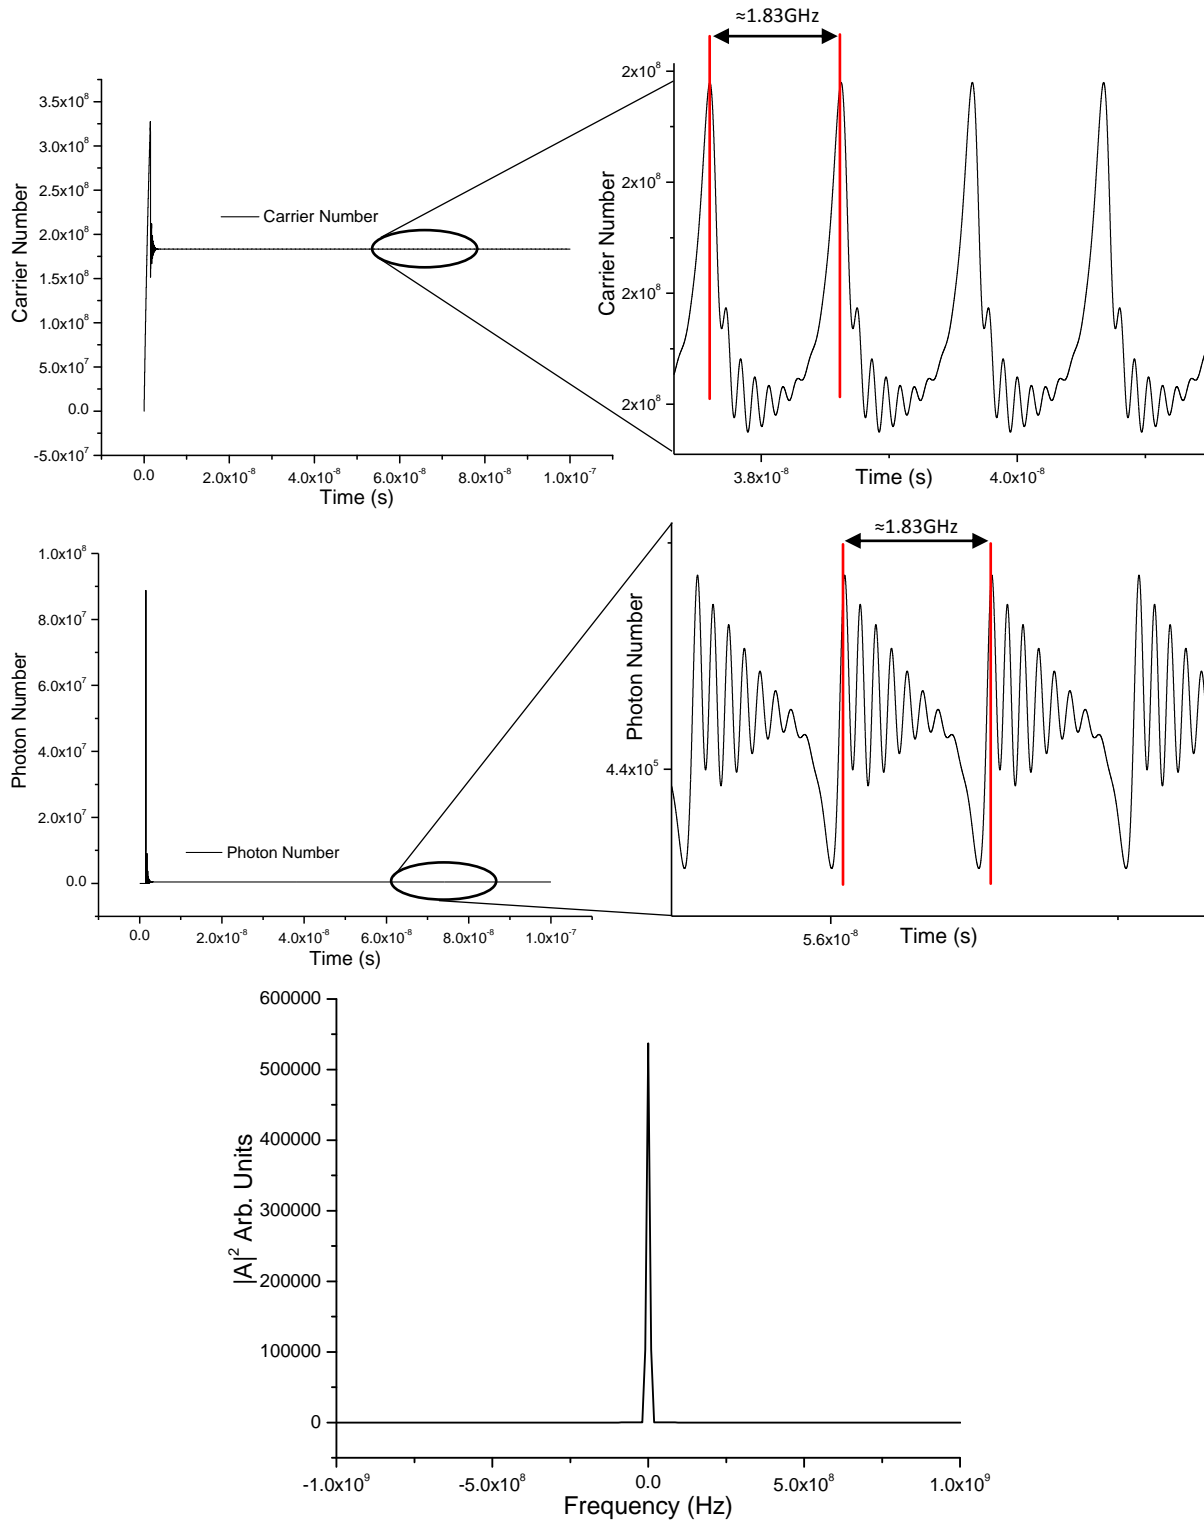 ≈1.83GHz
3.5x10⁸
3.0x10⁸
2.5x10⁸
2.0x10⁸
1.5x10⁸
1.0x10⁸
5.0x10⁷
0.0
-5.0x10⁷
Carrier Number
Carrier Number
0.0
2.0x10⁻⁸
4.0x10⁻⁸
6.0x10⁻⁸
8.0x10⁻⁸
1.0x10⁻⁷
Time (s)
2x10⁸
2x10⁸
2x10⁸
2x10⁸
Carrier Number
3.8x10⁻⁸
4.0x10⁻⁸
Time (s)
≈1.83GHz
1.0x10⁸
8.0x10⁷
6.0x10⁷
4.0x10⁷
2.0x10⁷
0.0
Photon Number
Photon Number
0.0
2.0x10⁻⁸
4.0x10⁻⁸
6.0x10⁻⁸
8.0x10⁻⁸
1.0x10⁻⁷
Time (s)
Photon Number
4.4x10⁵
5.6x10⁻⁸
Time (s)
600000
500000
400000
300000
200000
100000
0
|A|² Arb. Units
-1.0x10⁹
-5.0x10⁸
0.0
5.0x10⁸
1.0x10⁹
Frequency (Hz)